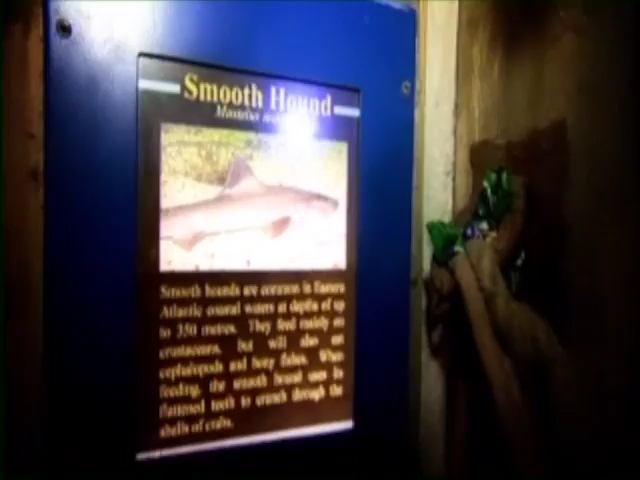 Smooth Hound
Mustelus
Smooth hounds are common in Eastern
Atlantic coastal waters at depths of up
to 350 metres. They feed mainly on
crustaceans, but will also eat
cephalopods and bony fishes. When
feeding, the smooth hound uses its
flattened teeth to crunch through the
shells of crabs.